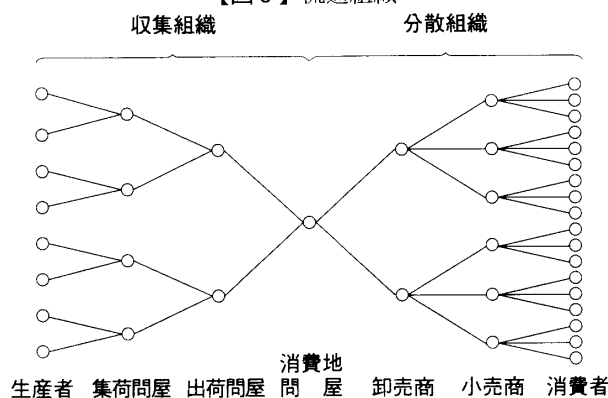 収集組織 分散組織
消費地
生産者 集荷問屋 出荷問屋 問 屋 卸売商 小売商 消費者